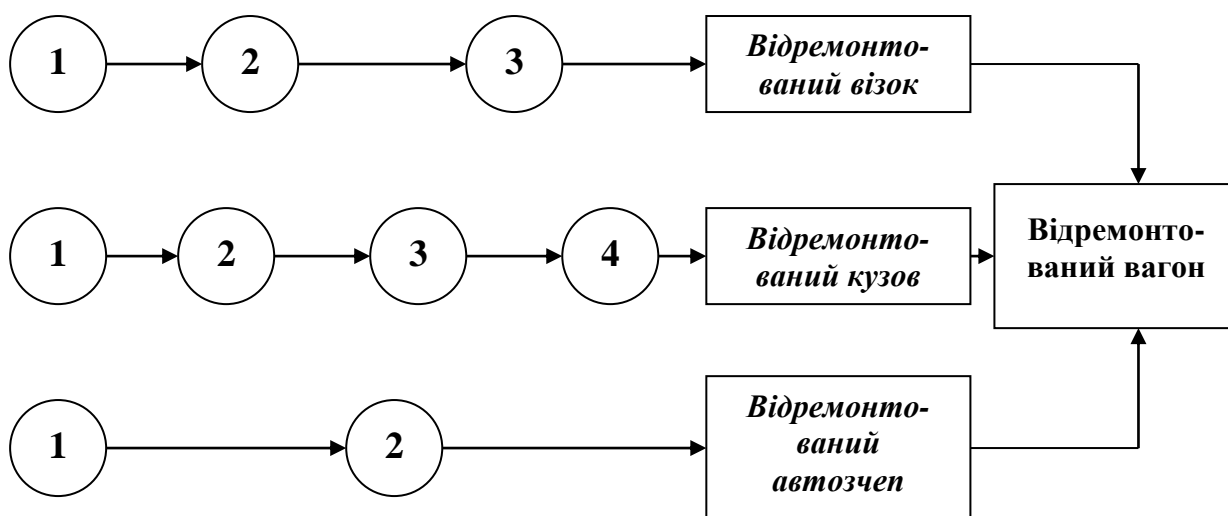 1 2 3 Відремонто-
ваний візок
1 2 3 4 Відремонто-
ваний кузов
Відремонто-
ваний вагон
1 2 Відремонто-
ваний
автозчеп